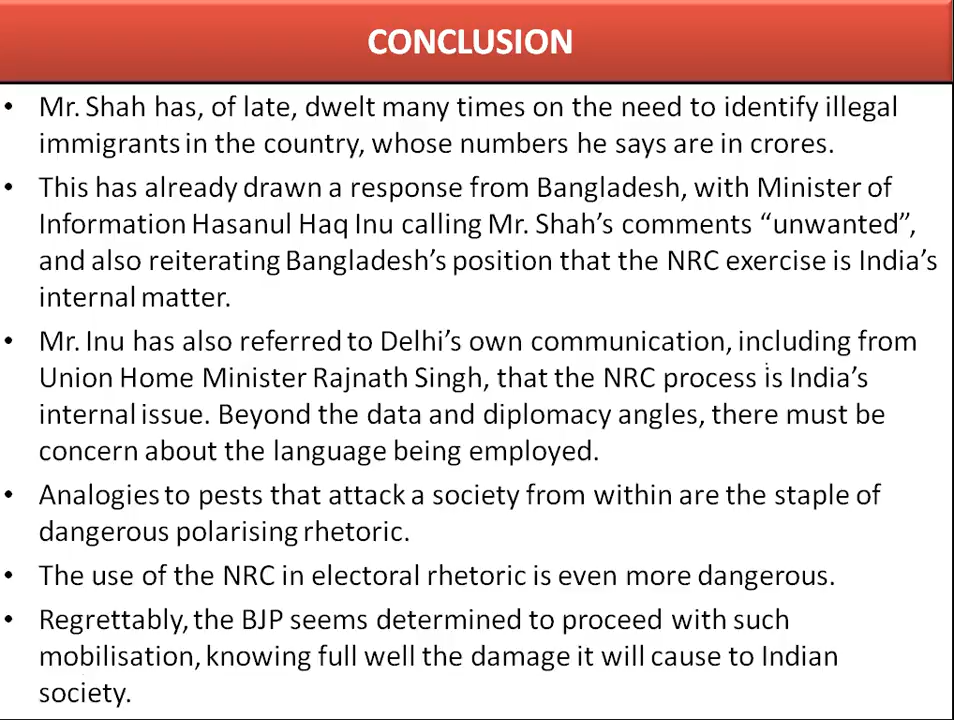 CONCLUSION
• Mr. Shah has, of late, dwelt many times on the need to identify illegal
immigrants in the country, whose numbers he says are in crores.
• This has already drawn a response from Bangladesh, with Minister of
Information Hasanul Haq Inu calling Mr. Shah’s comments “unwanted”,
and also reiterating Bangladesh’s position that the NRC exercise is India’s
internal matter.
• Mr. Inu has also referred to Delhi’s own communication, including from
Union Home Minister Rajnath Singh, that the NRC process is India’s
internal issue. Beyond the data and diplomacy angles, there must be
concern about the language being employed.
• Analogies to pests that attack a society from within are the staple of
dangerous polarising rhetoric.
• The use of the NRC in electoral rhetoric is even more dangerous.
• Regrettably, the BJP seems determined to proceed with such
mobilisation, knowing full well the damage it will cause to Indian
society.